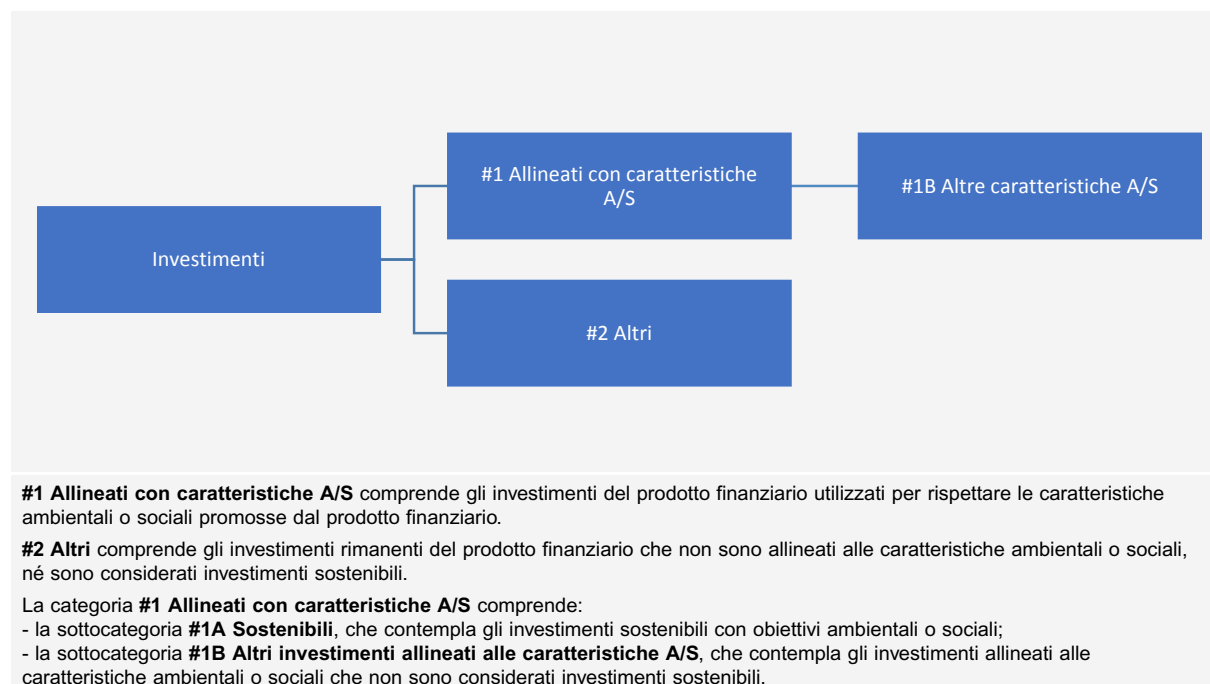 #1 Allineati con caratteristiche
A/S
#1B Altre caratteristiche A/S
Investimenti
#2 Altri
#1 Allineati con caratteristiche A/S comprende gli investimenti del prodotto finanziario utilizzati per rispettare le caratteristiche
ambientali o sociali promosse dal prodotto finanziario.
#2 Altri comprende gli investimenti rimanenti del prodotto finanziario che non sono allineati alle caratteristiche ambientali o sociali,
né sono considerati investimenti sostenibili.
La categoria #1 Allineati con caratteristiche A/S comprende:
- la sottocategoria #1A Sostenibili, che contempla gli investimenti sostenibili con obiettivi ambientali o sociali;
- la sottocategoria #1B Altri investimenti allineati alle caratteristiche A/S, che contempla gli investimenti allineati alle
caratteristiche ambientali o sociali che non sono considerati investimenti sostenibili.